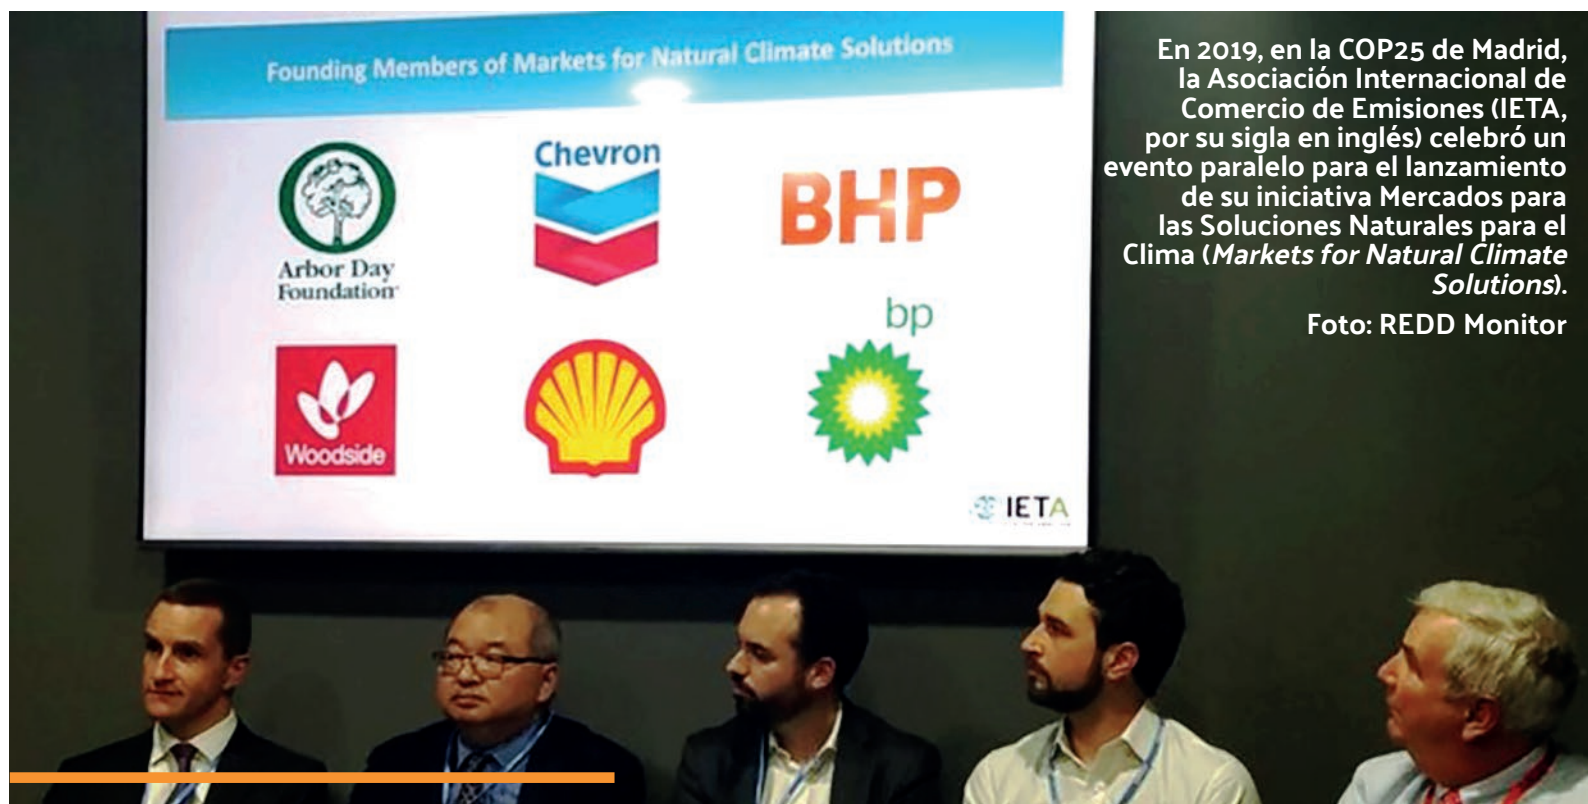 Founding Members of Markets for Natural Climate Solutions
Arbor Day
Foundation
Chevron
BHP
Woodside
bp
IETA
En 2019, en la COP25 de Madrid,
la Asociación Internacional de
Comercio de Emisiones (IETA,
por su sigla en inglés) celebró un
evento paralelo para el lanzamiento
de su iniciativa Mercados para
las Soluciones Naturales para el
Clima (Markets for Natural Climate
Solutions).
Foto: REDD Monitor